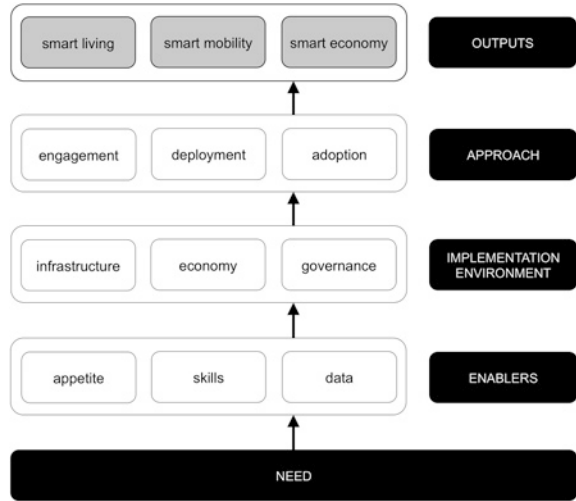 smart living smart mobility smart economy OUTPUTS
engagement deployment adoption APPROACH
infrastructure economy governance IMPLEMENTATION
ENVIRONMENT
appetite skills data ENABLERS
NEED